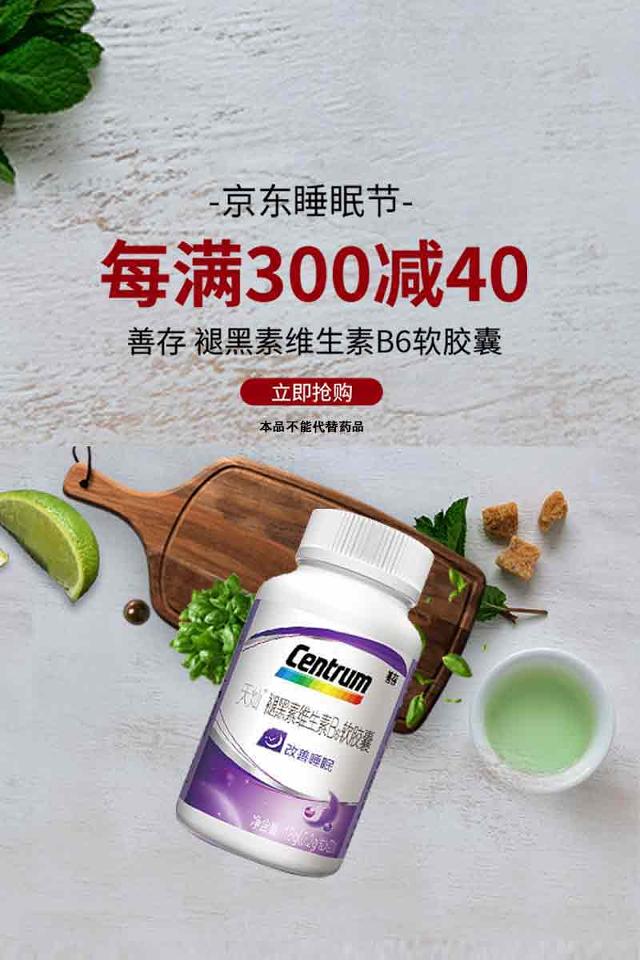 -京东睡眠节-
每满300减40
善存 褪黑素维生素B6软胶囊
立即抢购
本品不能代替药品
Centrum
善存
天灿
褪黑素维生素B₆软胶囊
改善睡眠
净含量